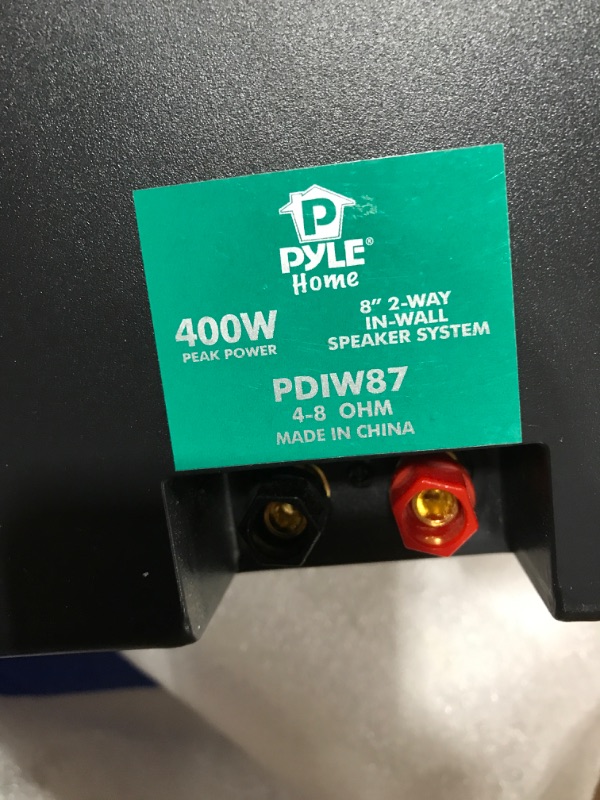 P
PYLE®
Home
400W
PEAK POWER
8" 2-WAY
IN-WALL
SPEAKER SYSTEM
PDIW87
4-8 OHM
MADE IN CHINA